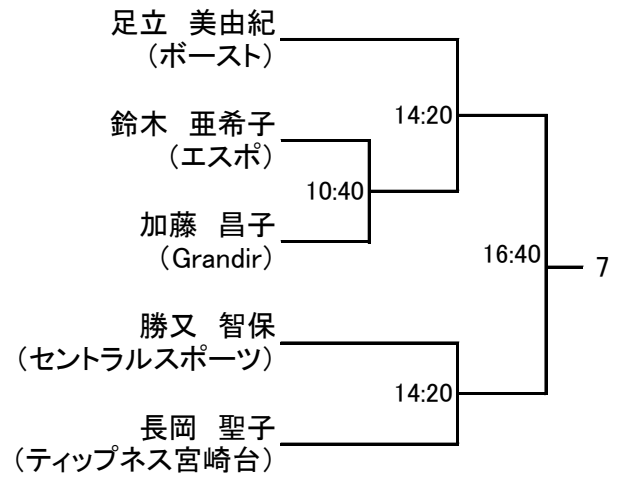 足立　美由紀
（ボースト）
14:20
鈴木　亜希子
（エスポ）
10:40
加藤　昌子
（Grandir）
16:40
7
勝又　智保
（セントラルスポーツ）
14:20
長岡　聖子
（ティップネス宮崎台）